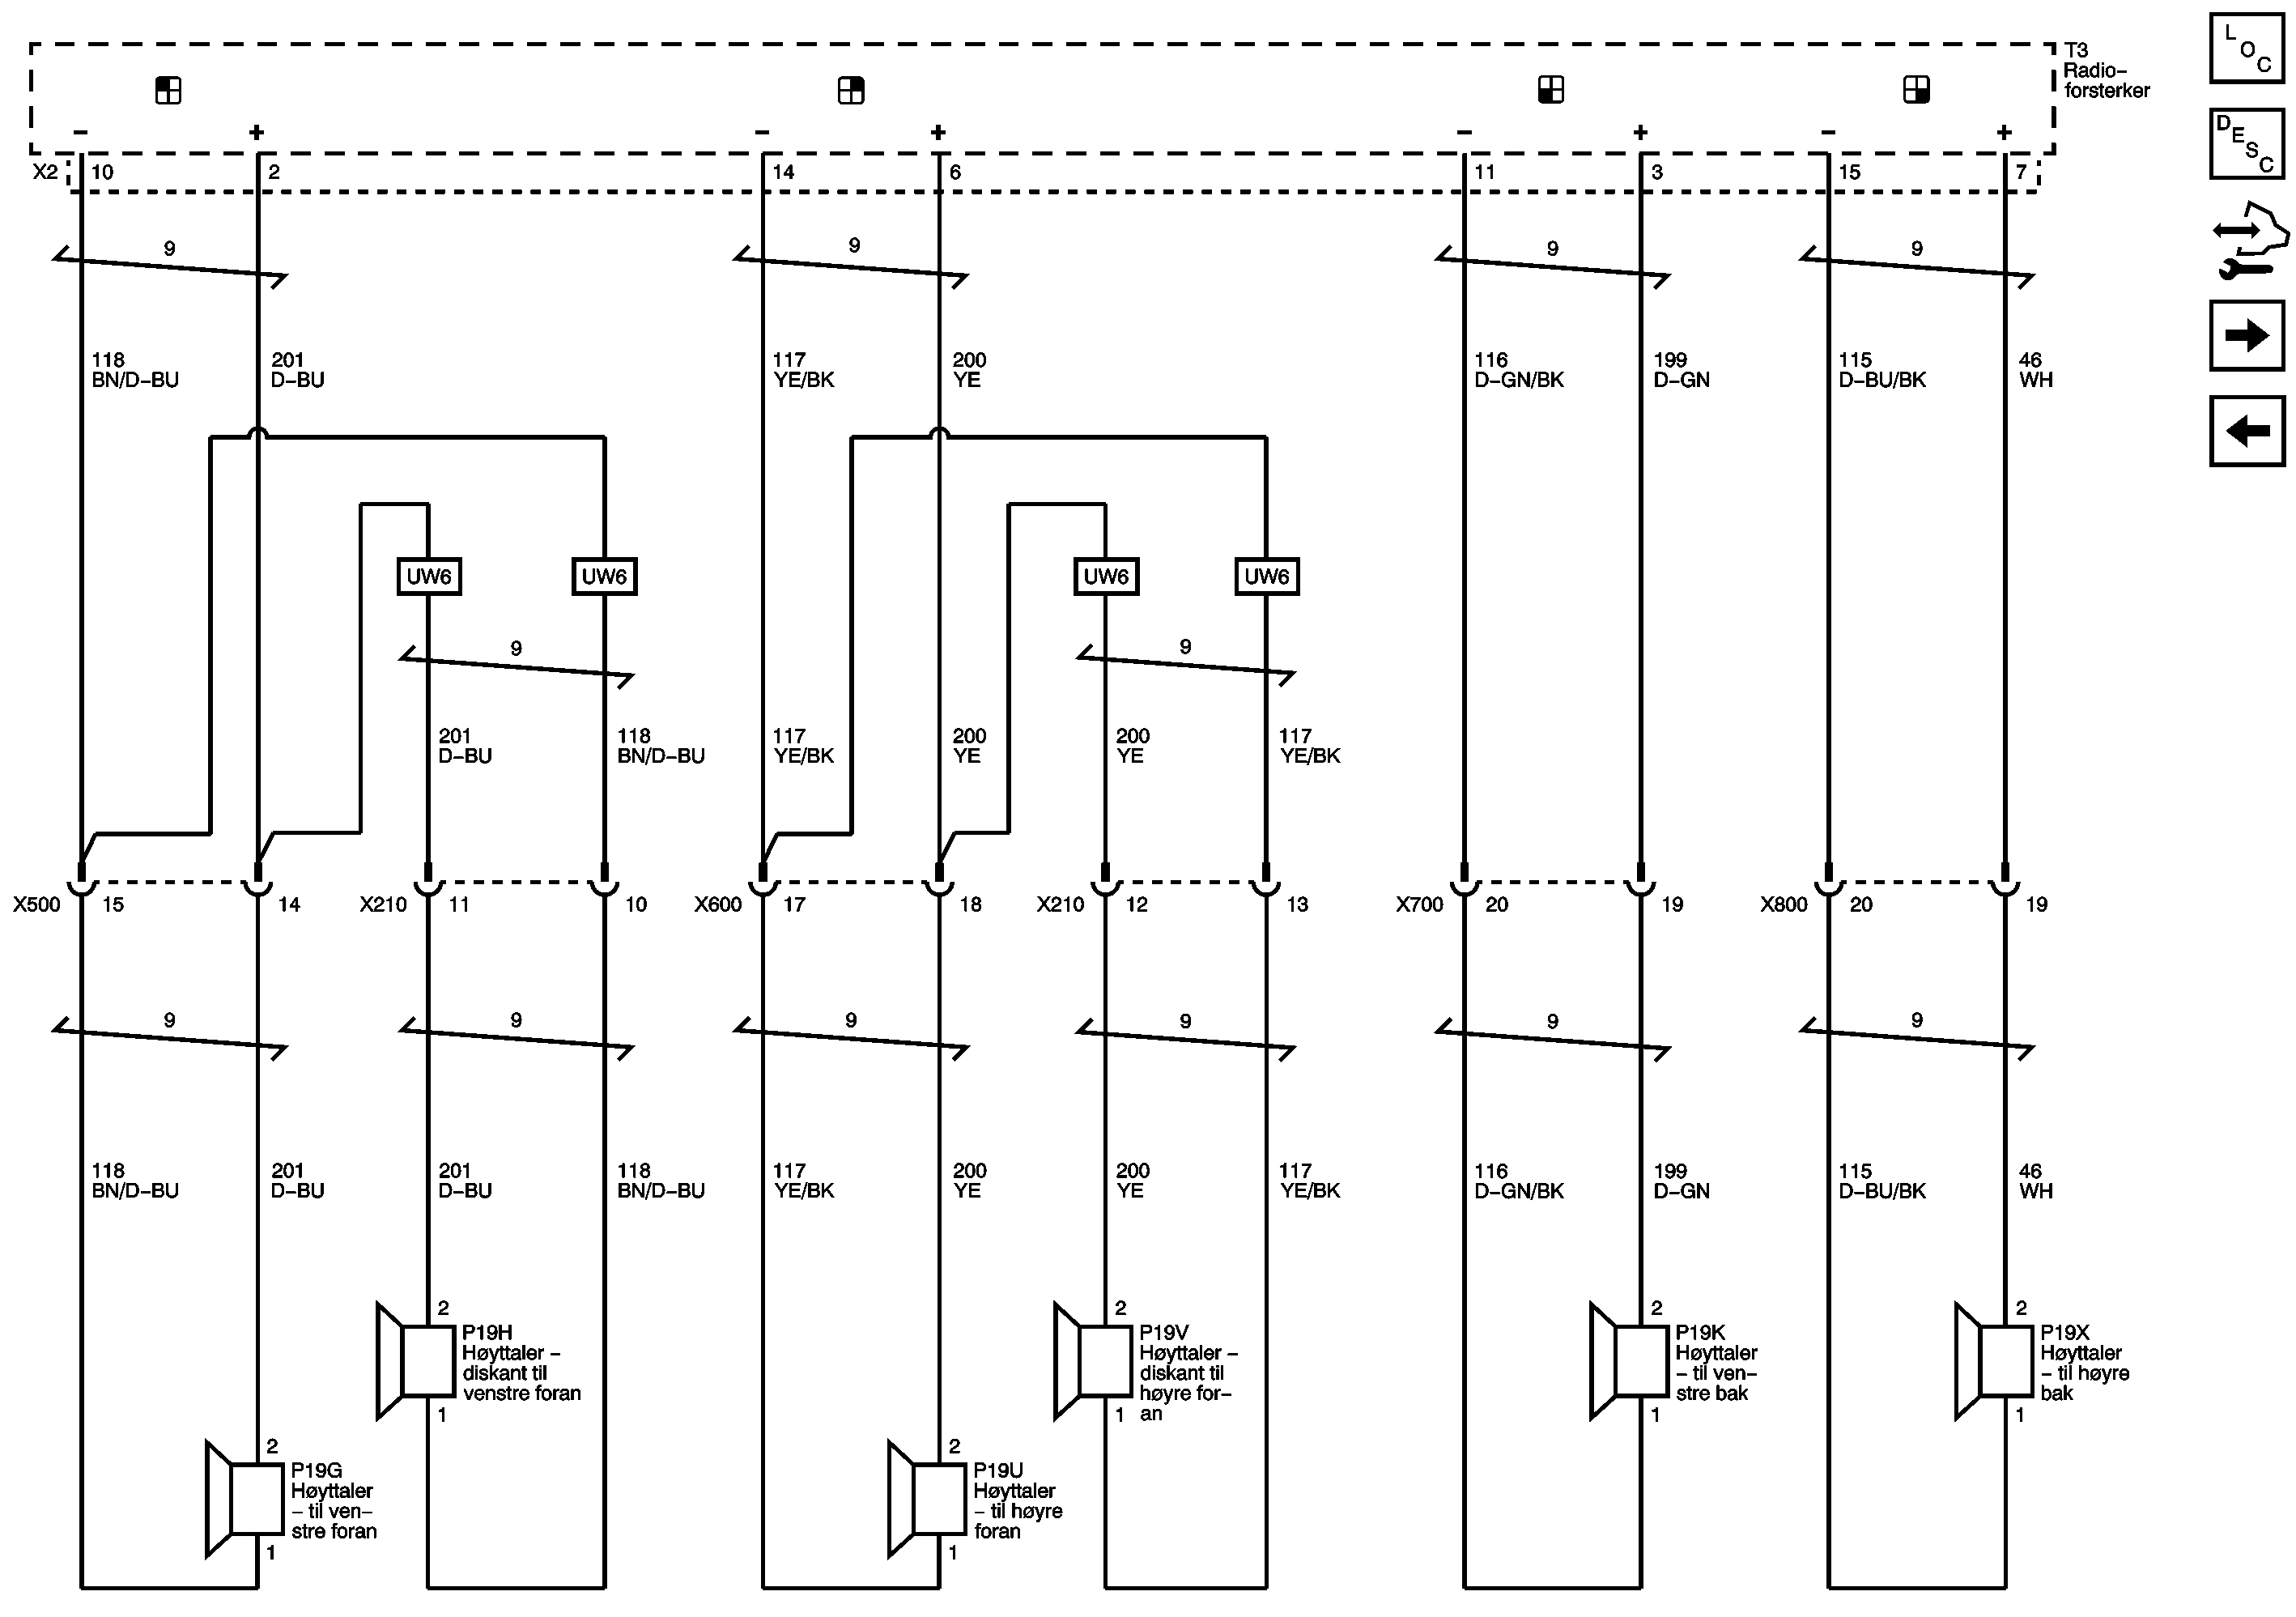 T3
Radio–
forsterker
L
O
C
D
E
S
C
– + – + – + – +
X2 10 2 14 6 11 3 15 7
9 9 9 9
118
BN/D–BU
201
D–BU
117
YE/BK
200
YE
116
D–GN/BK
199
D–GN
115
D–BU/BK
46
WH
UW6 UW6 UW6 UW6
9 9
201
D–BU
118
BN/D–BU
117
YE/BK
200
YE
200
YE
117
YE/BK
X500 15 14 X210 11 10 X600 17 18 X210 12 13 X700 20 19 X800 20 19
9 9 9 9 9 9
118
BN/D–BU
201
D–BU
201
D–BU
118
BN/D–BU
117
YE/BK
200
YE
200
YE
117
YE/BK
116
D–GN/BK
199
D–GN
115
D–BU/BK
46
WH
2
P19H
Høyttaler –
diskant til
venstre foran
1
2
P19V
Høyttaler –
diskant til
høyre for–
an
1
2
P19K
Høyttaler
– til ven–
stre bak
1
2
P19X
Høyttaler
– til høyre
bak
1
2
P19G
Høyttaler
– til ven–
stre foran
1
2
P19U
Høyttaler
– til høyre
foran
1